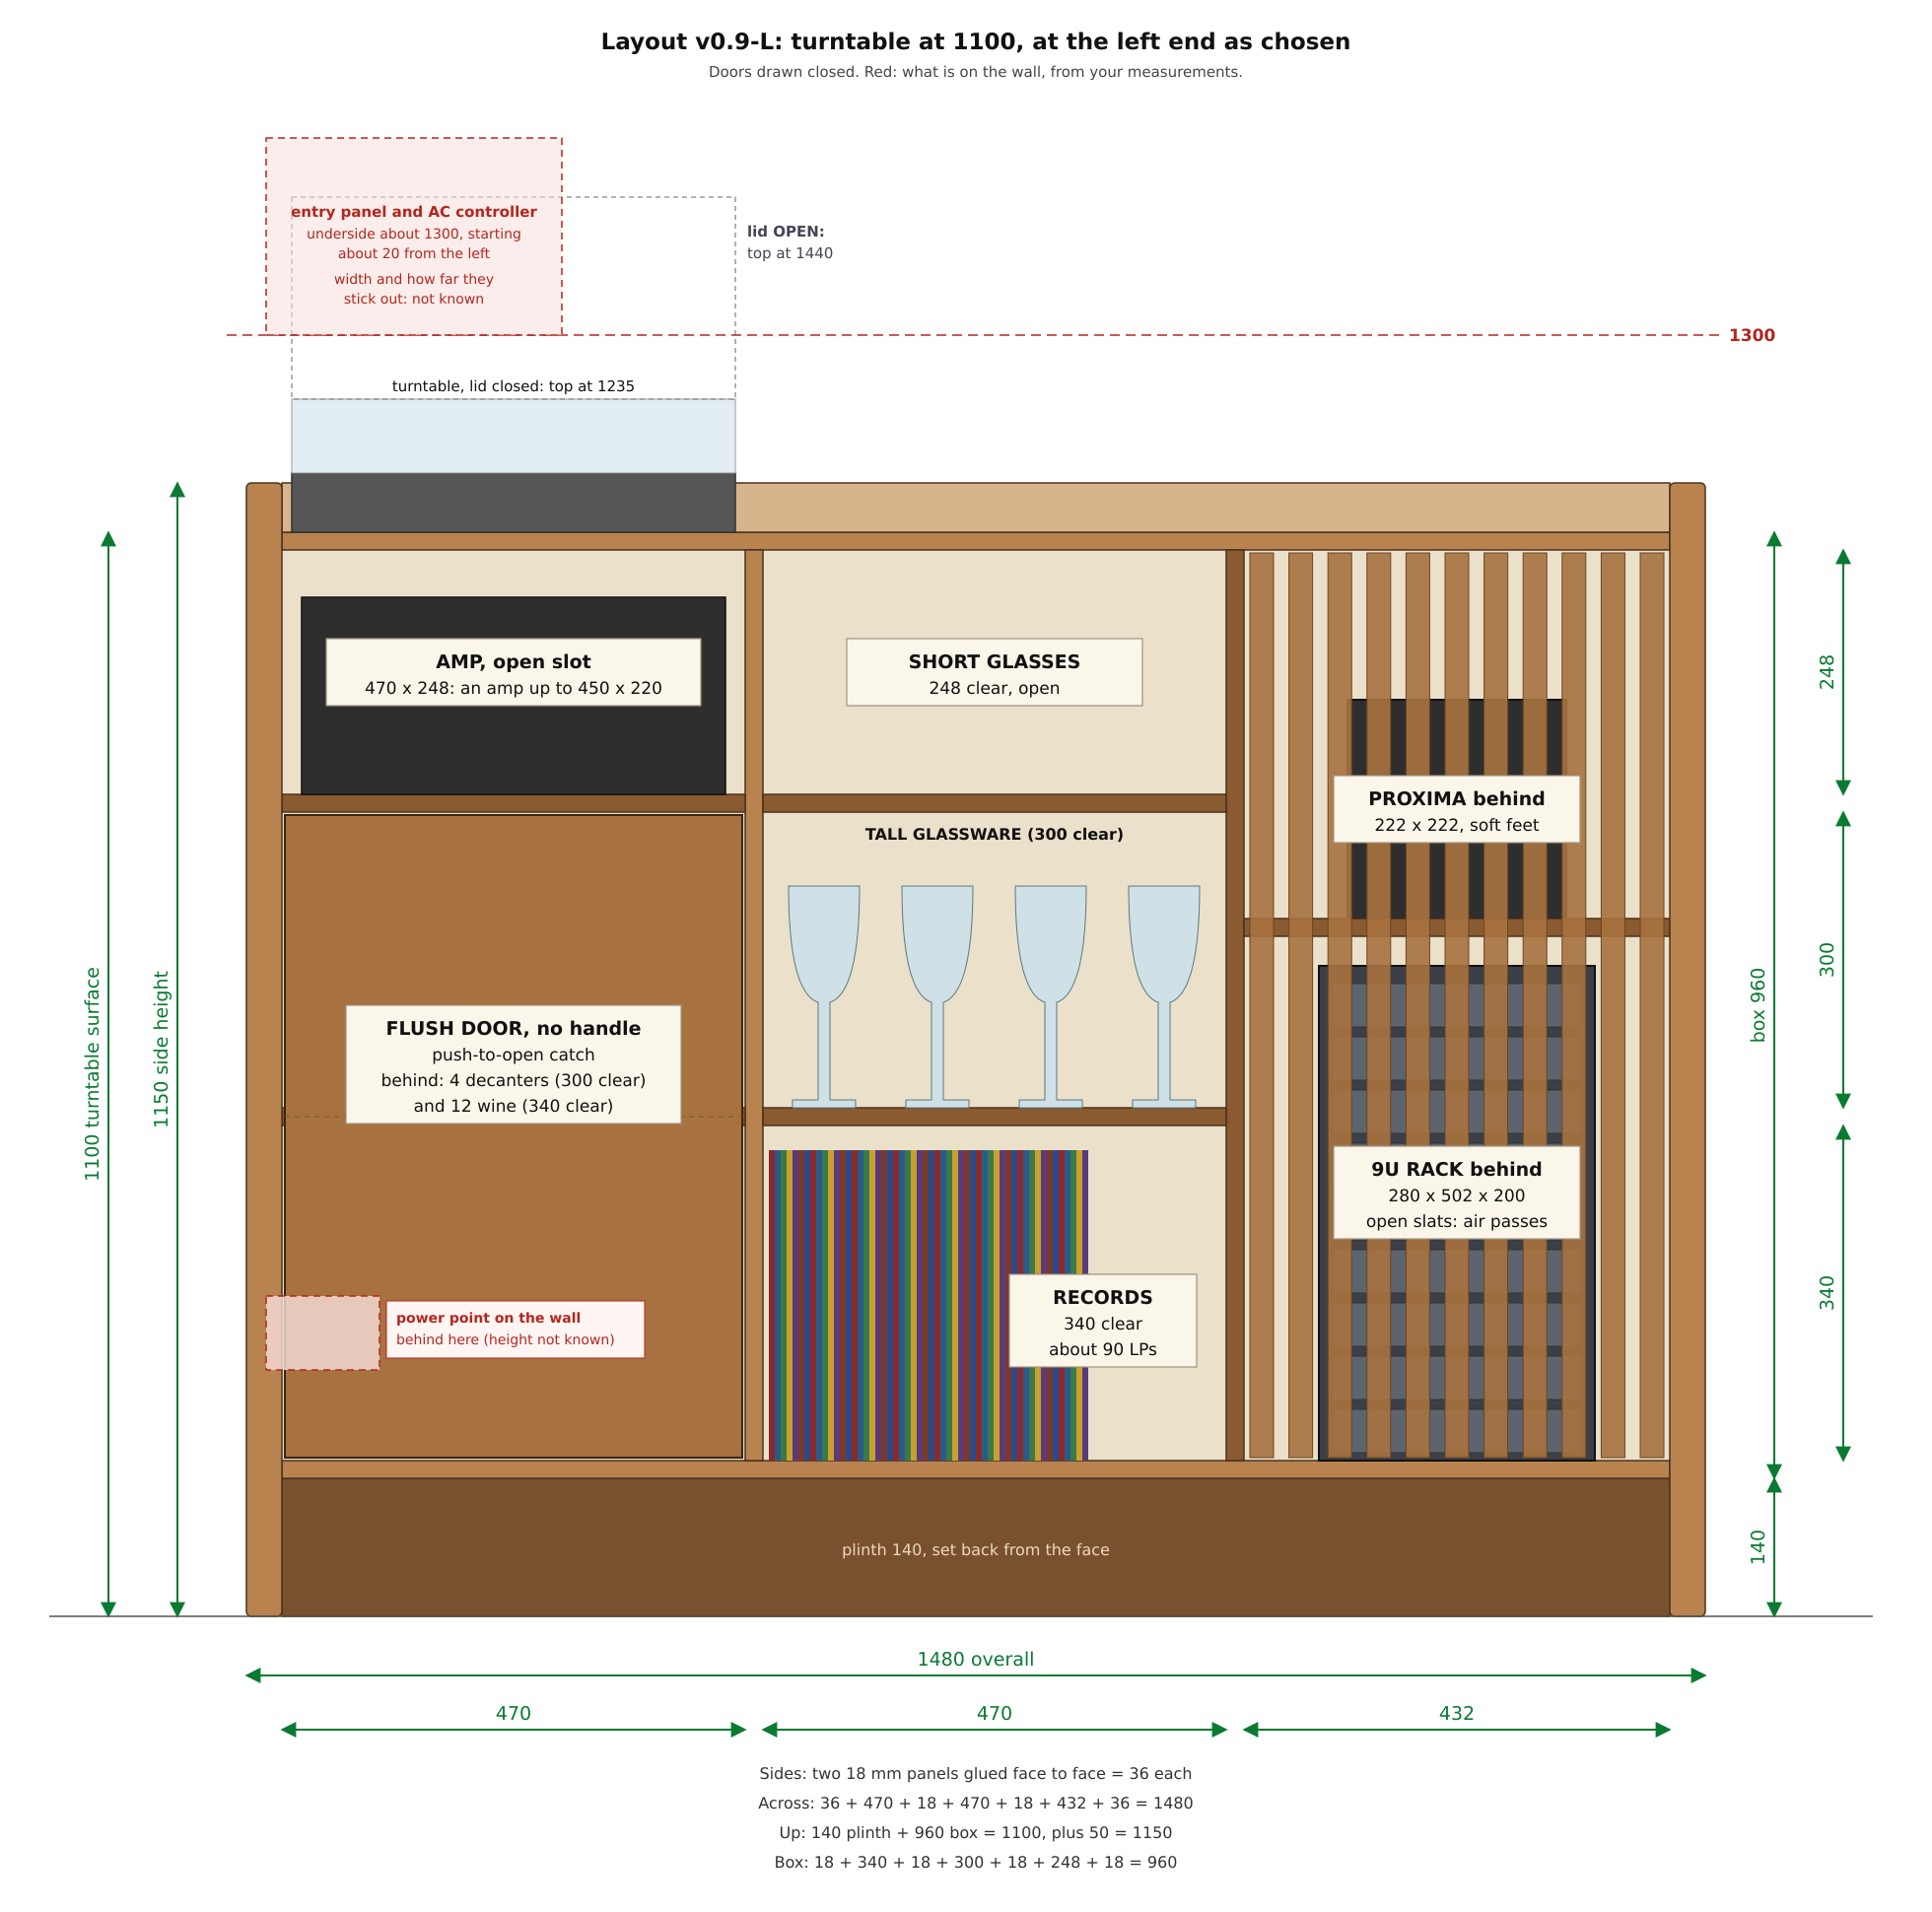 Layout v0.9-L: turntable at 1100, at the left end as chosen
Doors drawn closed. Red: what is on the wall, from your measurements.
entry panel and AC controller
underside about 1300, starting
about 20 from the left
width and how far they
stick out: not known
lid OPEN:
top at 1440
1300
turntable, lid closed: top at 1235
AMP, open slot
470 x 248: an amp up to 450 x 220
SHORT GLASSES
248 clear, open
248
PROXIMA behind
222 x 222, soft feet
TALL GLASSWARE (300 clear)
300
1100 turntable surface
1150 side height
box 960
FLUSH DOOR, no handle
push-to-open catch
behind: 4 decanters (300 clear)
and 12 wine (340 clear)
9U RACK behind
280 x 502 x 200
open slats: air passes
RECORDS
340 clear
about 90 LPs
340
power point on the wall
behind here (height not known)
plinth 140, set back from the face
140
1480 overall
470
470
432
Sides: two 18 mm panels glued face to face = 36 each
Across: 36 + 470 + 18 + 470 + 18 + 432 + 36 = 1480
Up: 140 plinth + 960 box = 1100, plus 50 = 1150
Box: 18 + 340 + 18 + 300 + 18 + 248 + 18 = 960